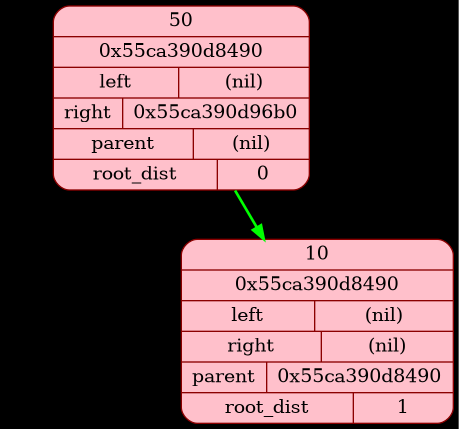 50
0x55ca390d8490
left (nil)
right 0x55ca390d96b0
parent (nil)
root_dist 0
10
0x55ca390d8490
left (nil)
right (nil)
parent 0x55ca390d8490
root_dist 1